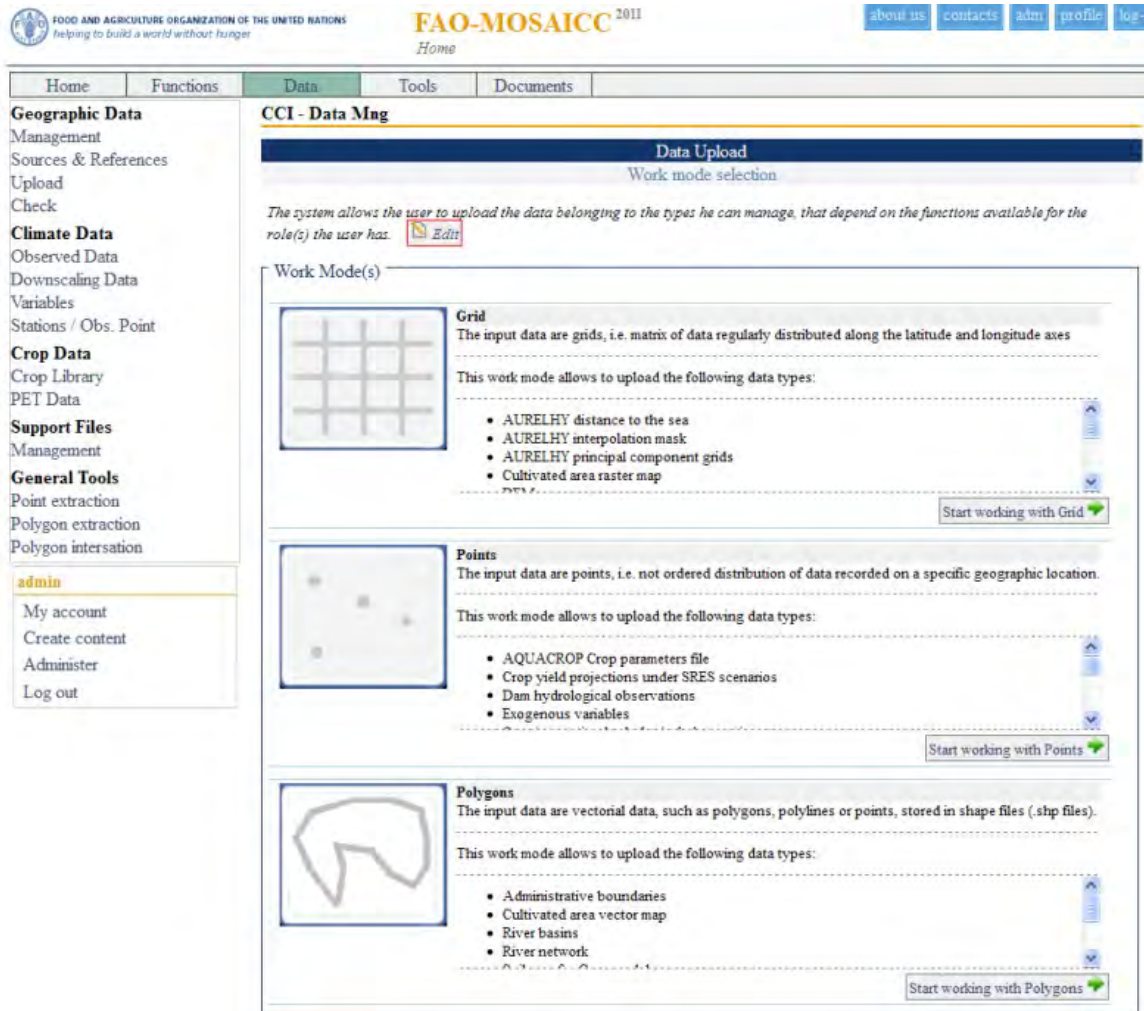 FOOD AND AGRICULTURE ORGANIZATION OF THE UNITED NATIONS
helping to build a world without hunger
FAO-MOSAICC 2011
Home
about us contacts adm profile log-
Home Functions Data Tools Documents
Geographic Data
Management
Sources & References
Upload
Check
Climate Data
Observed Data
Downscaling Data
Variables
Stations / Obs. Point
Crop Data
Crop Library
PET Data
Support Files
Management
General Tools
Point extraction
Polygon extraction
Polygon intersation
admin
My account
Create content
Administer
Log out
CCI - Data Mng
Data Upload
Work mode selection
The system allows the user to upload the data belonging to the types he can manage, that depend on the functions available for the
role(s) the user has. Edit
Work Mode(s)
Grid
The input data are grids, i.e. matrix of data regularly distributed along the latitude and longitude axes
This work mode allows to upload the following data types:
• AURELHY distance to the sea
• AURELHY interpolation mask
• AURELHY principal component grids
• Cultivated area raster map
Start working with Grid
Points
The input data are points, i.e. not ordered distribution of data recorded on a specific geographic location.
This work mode allows to upload the following data types:
• AQUACROP Crop parameters file
• Crop yield projections under SRES scenarios
• Dam hydrological observations
• Exogenous variables
Start working with Points
Polygons
The input data are vectorial data, such as polygons, polylines or points, stored in shape files (.shp files).
This work mode allows to upload the following data types:
• Administrative boundaries
• Cultivated area vector map
• River basins
• River network
Start working with Polygons